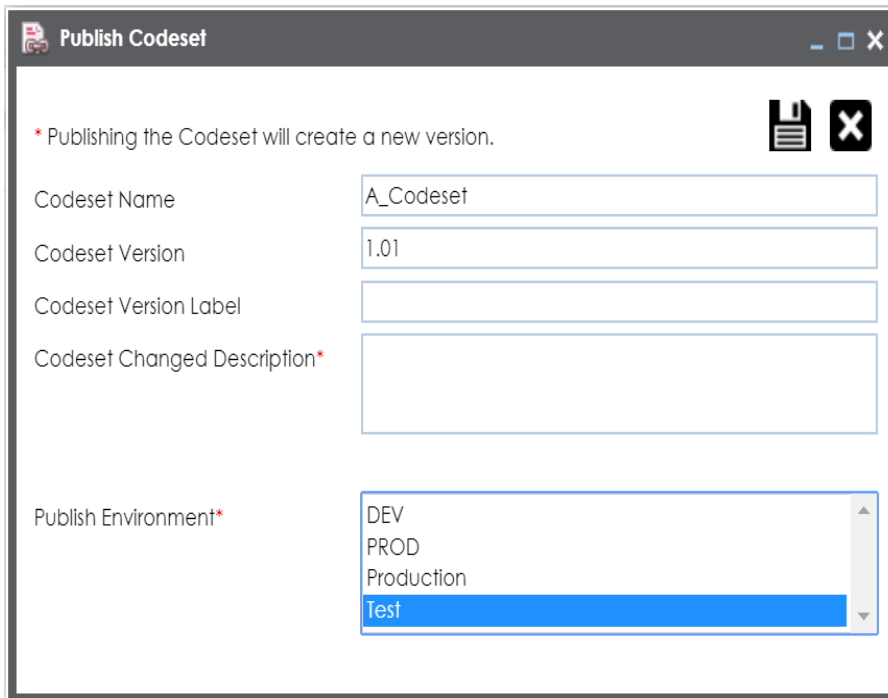 Publish Codeset
* Publishing the Codeset will create a new version.
Codeset Name A_Codeset
Codeset Version 1.01
Codeset Version Label
Codeset Changed Description*
Publish Environment* DEV
PROD
Production
Test